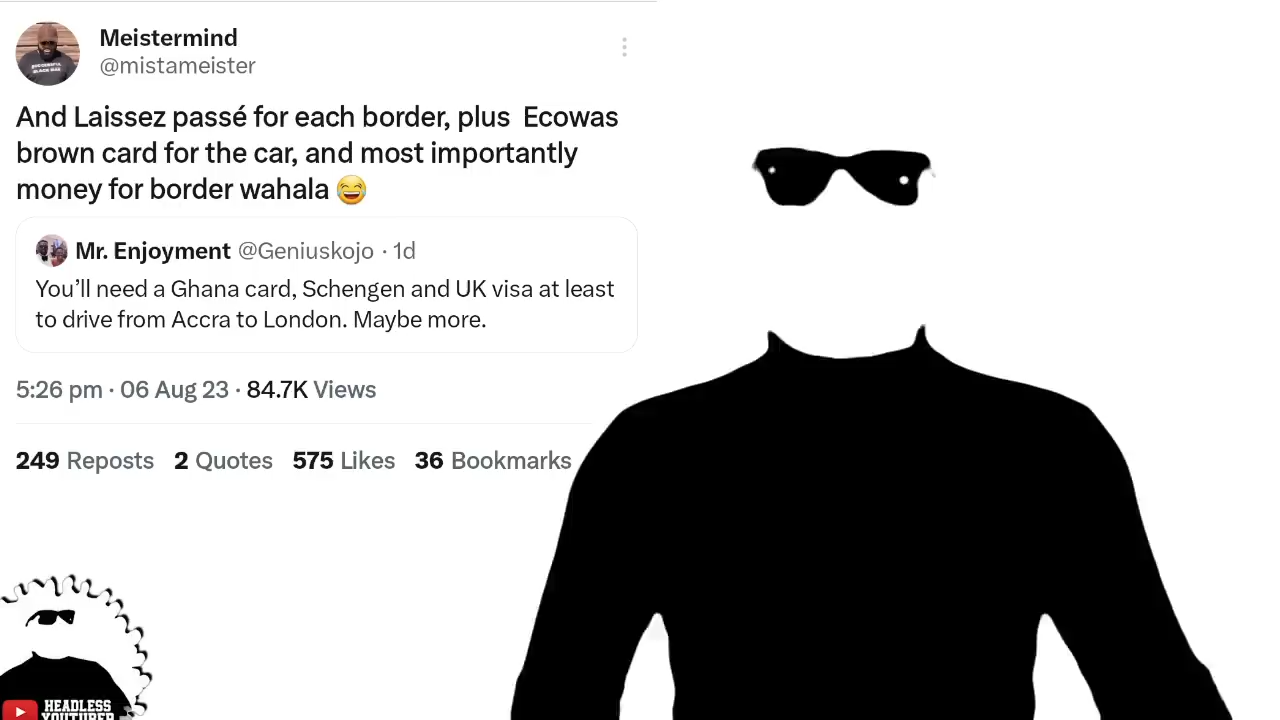 Meistermind
@mistameister
And Laissez passé for each border, plus Ecowas
brown card for the car, and most importantly
money for border wahala 😂
Mr. Enjoyment @Geniuskojo · 1d
You’ll need a Ghana card, Schengen and UK visa at least
to drive from Accra to London. Maybe more.
5:26 pm · 06 Aug 23 · 84.7K Views
249 Reposts 2 Quotes 575 Likes 36 Bookmarks
HEADLESS
YOUTUBER